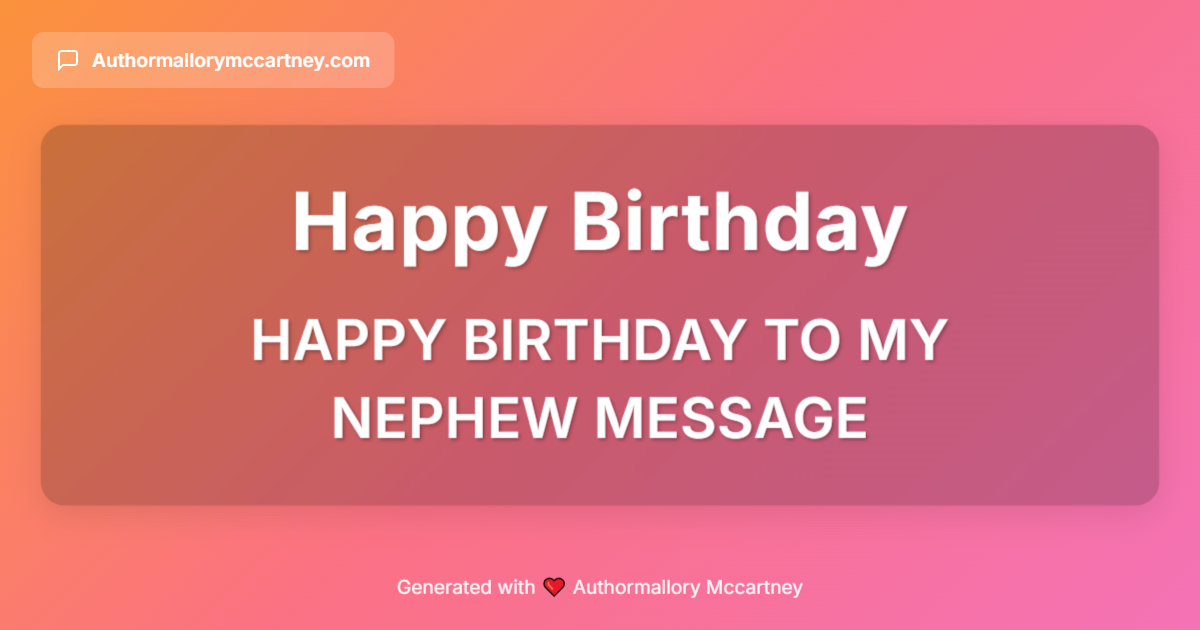 Authormallorymccartney.com
Happy Birthday
HAPPY BIRTHDAY TO MY
NEPHEW MESSAGE
Generated with ❤️ Authormallory Mccartney